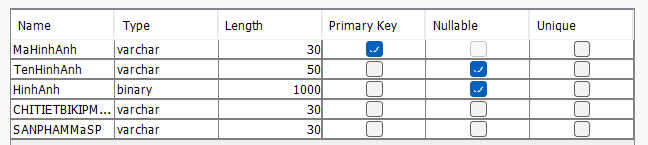 Name Type Length Primary Key Nullable Unique
MaHinhAnh varchar 30
TenHinhAnh varchar 50
HinhAnh binary 1000
CHITIETBIKIPM... varchar 30
SANPHAMMaSP varchar 30